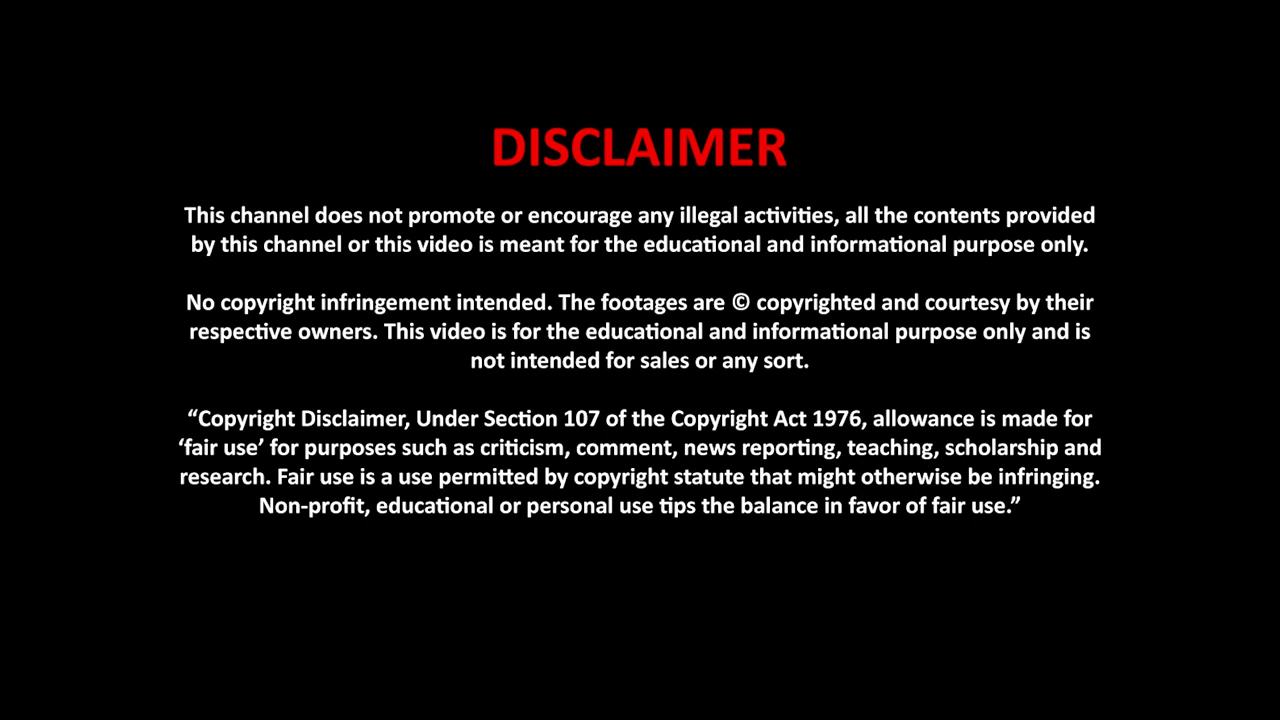 DISCLAIMER
This channel does not promote or encourage any illegal activities, all the contents provided
by this channel or this video is meant for the educational and informational purpose only.
No copyright infringement intended. The footages are © copyrighted and courtesy by their
respective owners. This video is for the educational and informational purpose only and is
not intended for sales or any sort.
“Copyright Disclaimer, Under Section 107 of the Copyright Act 1976, allowance is made for
‘fair use’ for purposes such as criticism, comment, news reporting, teaching, scholarship and
research. Fair use is a use permitted by copyright statute that might otherwise be infringing.
Non-profit, educational or personal use tips the balance in favor of fair use.”